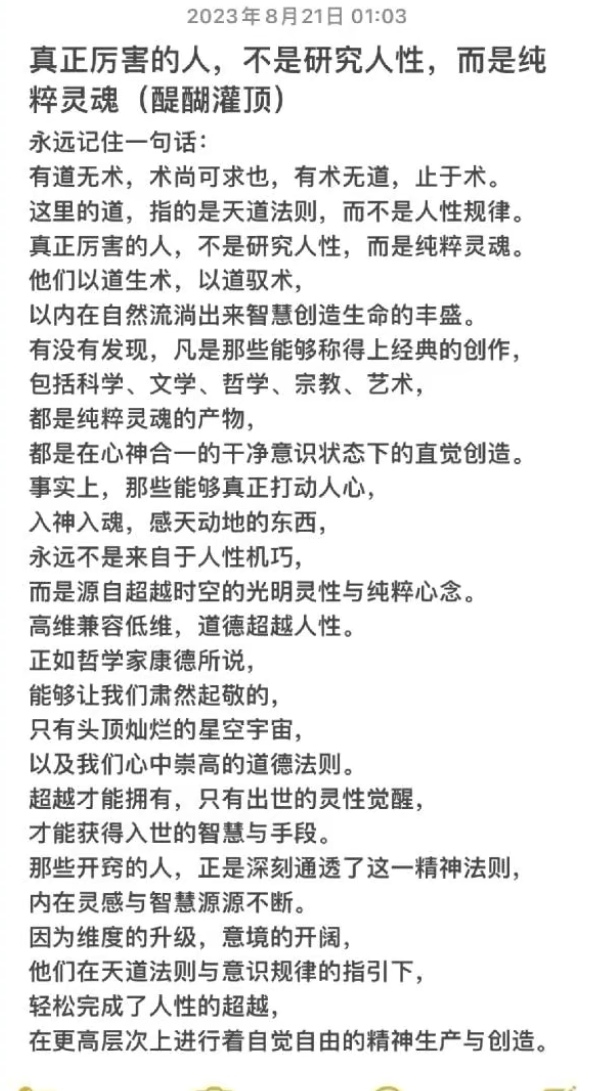 2023年8月21日 01:03
真正厉害的人，不是研究人性，而是纯
粹灵魂（醍醐灌顶）
永远记住一句话：
有道无术，术尚可求也，有术无道，止于术。
这里的道，指的是天道法则，而不是人性规律。
真正厉害的人，不是研究人性，而是纯粹灵魂。
他们以道生术，以道驭术，
以内在自然流淌出来智慧创造生命的丰盛。
有没有发现，凡是那些能够称得上经典的创作，
包括科学、文学、哲学、宗教、艺术，
都是纯粹灵魂的产物，
都是在心神合一的干净意识状态下的直觉创造。
事实上，那些能够真正打动人心，
入神入魂，感天动地的东西，
永远不是来自于人性机巧，
而是源自超越时空的光明灵性与纯粹心念。
高维兼容低维，道德超越人性。
正如哲学家康德所说，
能够让我们肃然起敬的，
只有头顶灿烂的星空宇宙，
以及我们心中崇高的道德法则。
超越才能拥有，只有出世的灵性觉醒，
才能获得入世的智慧与手段。
那些开窍的人，正是深刻通透了这一精神法则，
内在灵感与智慧源源不断。
因为维度的升级，意境的开阔，
他们在天道法则与意识规律的指引下，
轻松完成了人性的超越，
在更高层次上进行着自觉自由的精神生产与创造。